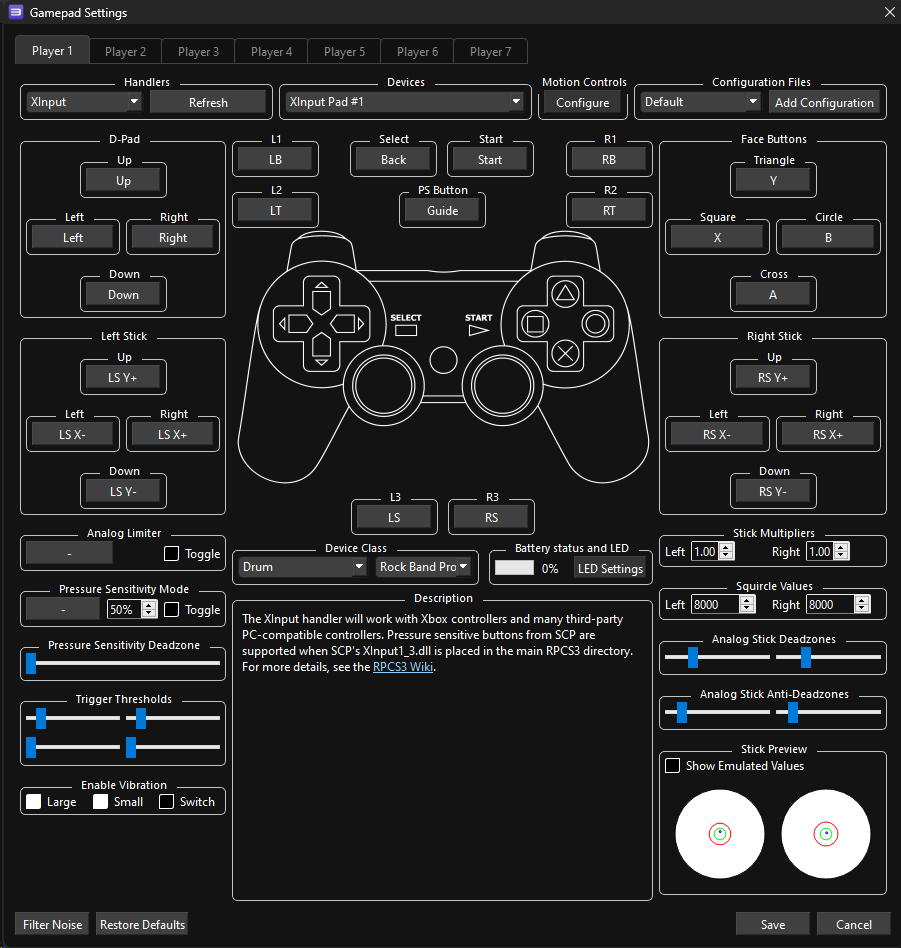 Gamepad Settings
Player 1
Player 2
Player 3
Player 4
Player 5
Player 6
Player 7
Handlers
XInput
Refresh
Devices
XInput Pad #1
Motion Controls
Configure
Configuration Files
Default
Add Configuration
D-Pad
Up
Up
Left
Left
Right
Right
Down
Down
L1
LB
L2
LT
Select
Back
Start
Start
PS Button
Guide
R1
RB
R2
RT
Face Buttons
Triangle
Y
Square
X
Circle
B
Cross
A
SELECT
START
Left Stick
Up
LS Y+
Left
LS X-
Right
LS X+
Down
LS Y-
Right Stick
Up
RS Y+
Left
RS X-
Right
RS X+
Down
RS Y-
L3
LS
R3
RS
Analog Limiter
-
Toggle
Pressure Sensitivity Mode
-
50%
Toggle
Pressure Sensitivity Deadzone
Trigger Thresholds
Enable Vibration
Large
Small
Switch
Device Class
Drum
Rock Band Pro
Battery status and LED
0%
LED Settings
Description
The XInput handler will work with Xbox controllers and many third-party
PC-compatible controllers. Pressure sensitive buttons from SCP are
supported when SCP's XInput1_3.dll is placed in the main RPCS3 directory.
For more details, see the RPCS3 Wiki.
Stick Multipliers
Left 1.00
Right 1.00
Squircle Values
Left 8000
Right 8000
Analog Stick Deadzones
Analog Stick Anti-Deadzones
Stick Preview
Show Emulated Values
Filter Noise
Restore Defaults
Save
Cancel